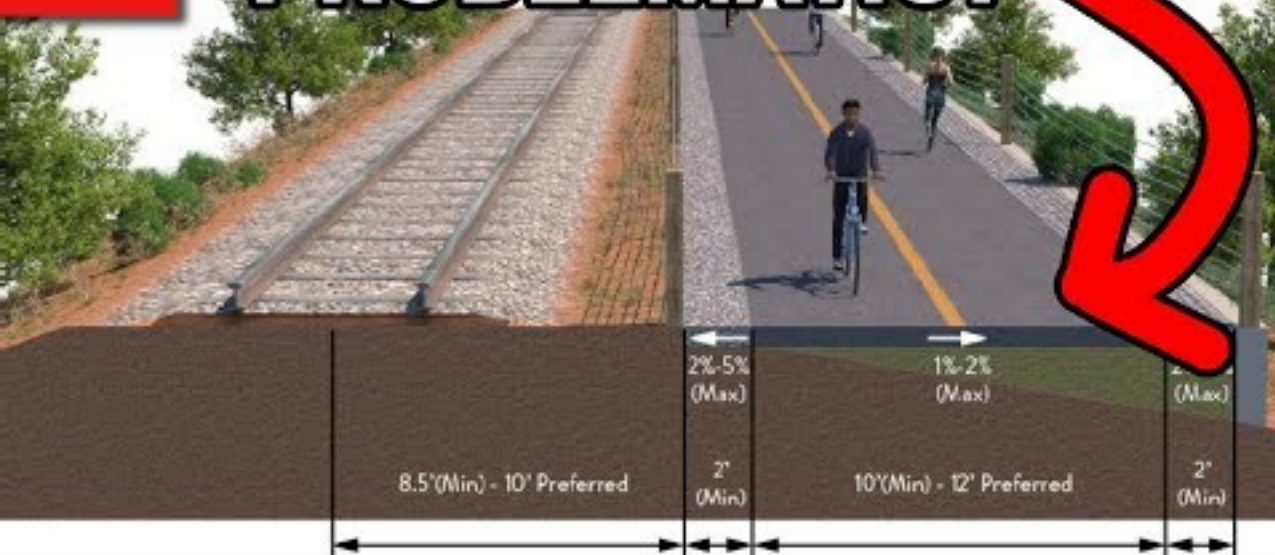 PROBLEMATIC?
2%-5%
(Max)
1%-2%
(Max)
(Max)
8.5'(Min) - 10' Preferred
2'
(Min)
10'(Min) - 12' Preferred
2'
(Min)